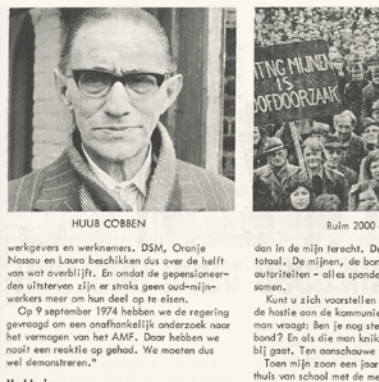 HTNG MIJNEN
IS
OOFDOORZAAK
HUUB COBBEN
werkgevers en werknemers. DSM, Oranje
Nassau en Laura beschikken dus over de helft
van wat overblijft. En omdat de gepensioneer-
den uitsterven zijn er straks geen oud-mijn-
werkers meer om hun deel op te eisen.
Op 9 september 1974 hebben we de regering
gevraagd om een onafhankelijk onderzoek naar
het vermogen van het AMF. Daar hebben we
nooit een reaktie op gehad. We moeten dus
wel demonstreren."
Ruim 2000
dan in de mijn terecht. De
totaal. De mijnen, de bon
autoriteiten - alles spande
samen.
Kunt u zich voorstellen
de hostie aan de kommunie
man vraagt: Ben je nog ste
bond? En als die man knik
bij gaat. Ten aanschouwe
Toen mijn zoon een jaar
thuis van school met de me